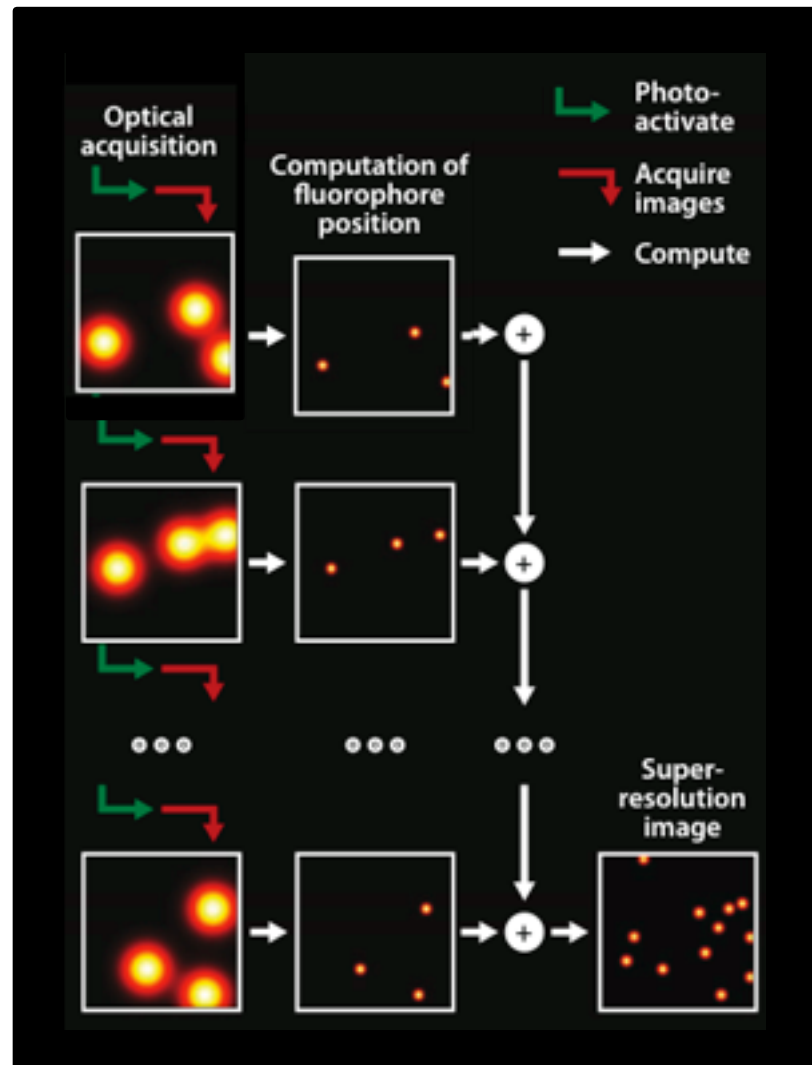 Optical
acquisition
Computation of
fluorophore
position
Photo-
activate
Acquire
images
Compute
+
+
Super-
resolution
image
+